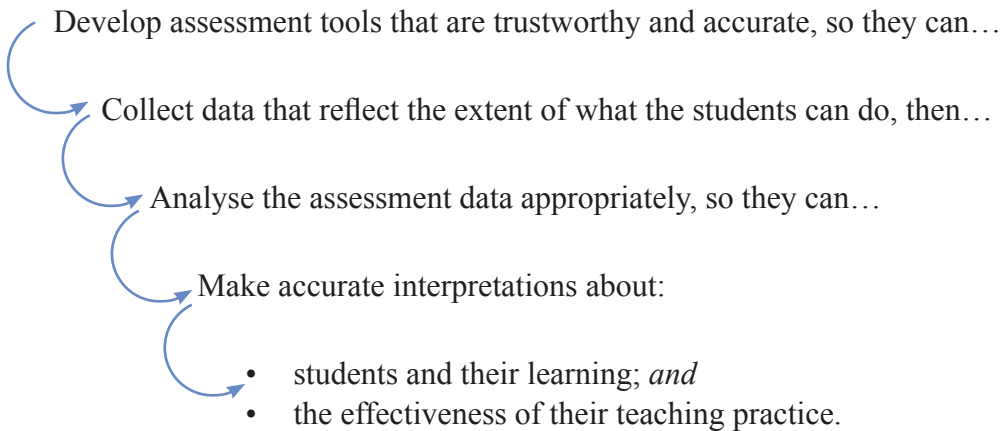 Develop assessment tools that are trustworthy and accurate, so they can…
Collect data that reflect the extent of what the students can do, then…
Analyse the assessment data appropriately, so they can…
Make accurate interpretations about:
• students and their learning; and
• the effectiveness of their teaching practice.